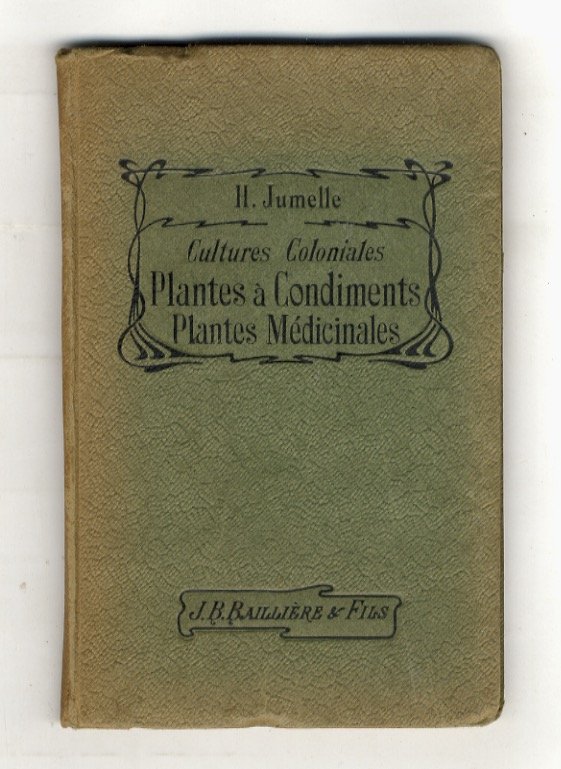 H. Jumelle
Cultures Coloniales
Plantes à Condiments
Plantes Médicinales
J. B. BAILLIÈRE & FILS